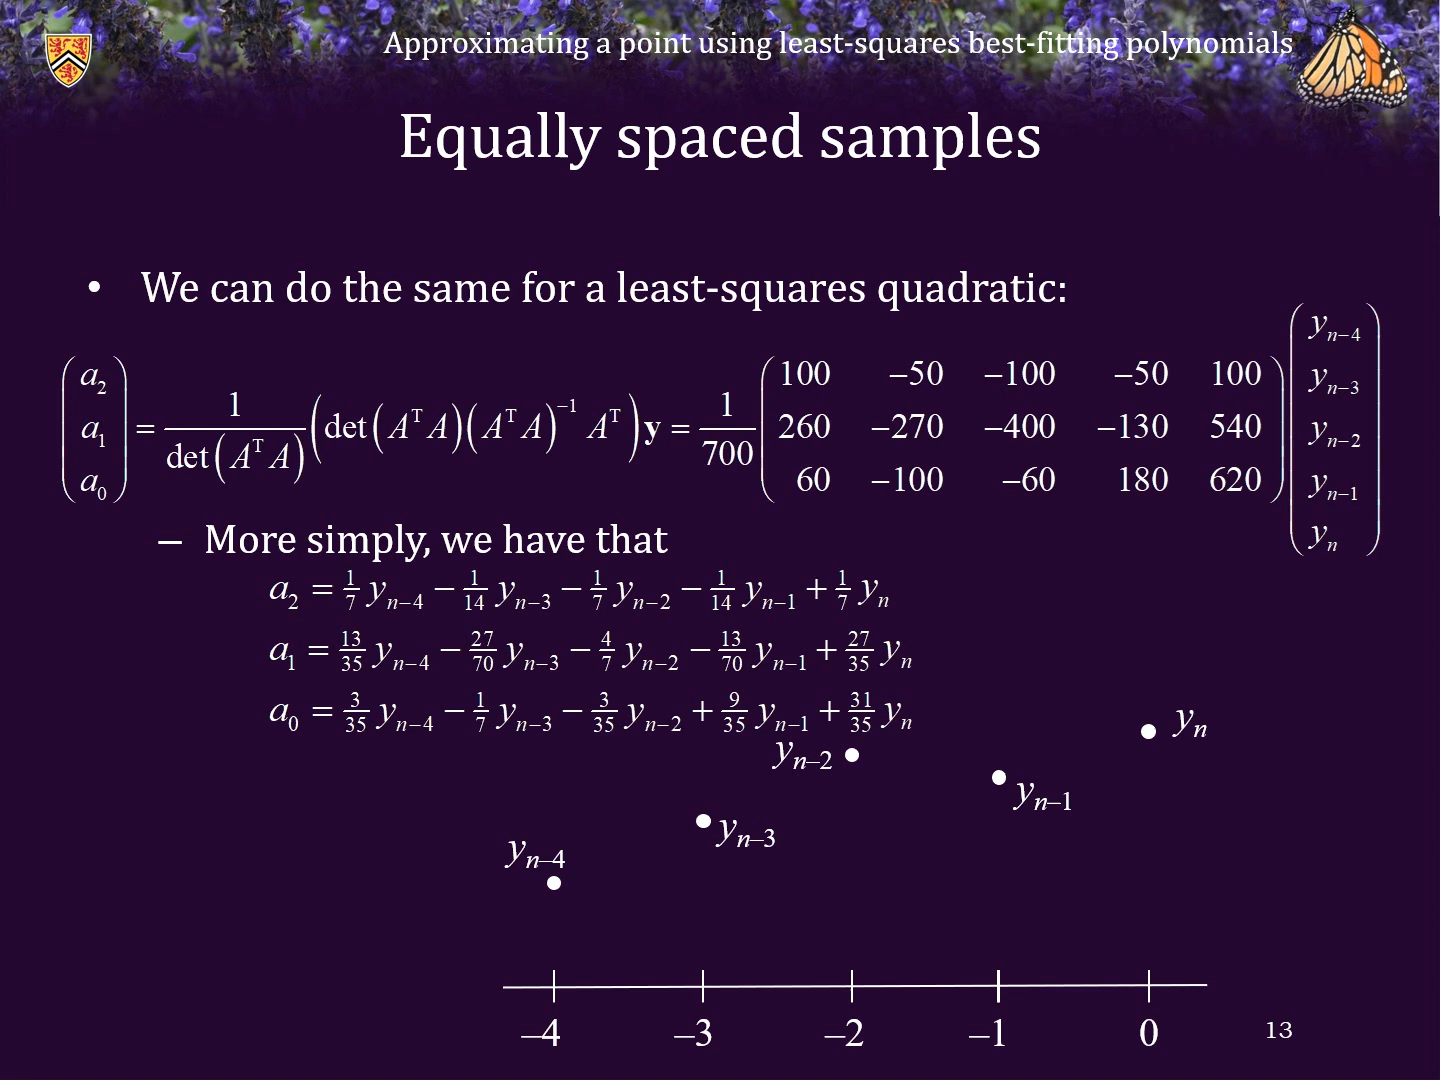 Approximating a point using least-squares best-fitting polynomials
Equally spaced samples
• We can do the same for a least-squares quadratic:
(a₂; a₁; a₀) = 1/det(AᵀA) (det(AᵀA)(AᵀA)⁻¹Aᵀ)y = 1/700 (100 –50 –100 –50 100; 260 –270 –400 –130 540; 60 –100 –60 180 620) (yₙ₋₄; yₙ₋₃; yₙ₋₂; yₙ₋₁; yₙ)
– More simply, we have that
a₂ = 1/7 yₙ₋₄ − 1/14 yₙ₋₃ − 1/7 yₙ₋₂ − 1/14 yₙ₋₁ + 1/7 yₙ
a₁ = 13/35 yₙ₋₄ − 27/70 yₙ₋₃ − 4/7 yₙ₋₂ − 13/70 yₙ₋₁ + 27/35 yₙ
a₀ = 3/35 yₙ₋₄ − 1/7 yₙ₋₃ − 3/35 yₙ₋₂ + 9/35 yₙ₋₁ + 31/35 yₙ
yₙ
yₙ₋₂
yₙ₋₁
yₙ₋₃
yₙ₋₄
–4 –3 –2 –1 0
13